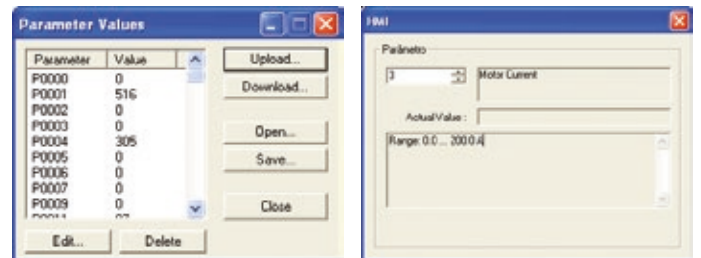 Parameter Values
Parameter Value
P0000 0
P0001 516
P0002 0
P0003 0
P0004 305
P0005 0
P0006 0
P0007 0
P0009 0
Upload...
Download...
Open...
Save...
Close
Edit...
Delete
HMI
Parâmetro
3
Motor Current
Actual Value :
Range: 0.0 ...